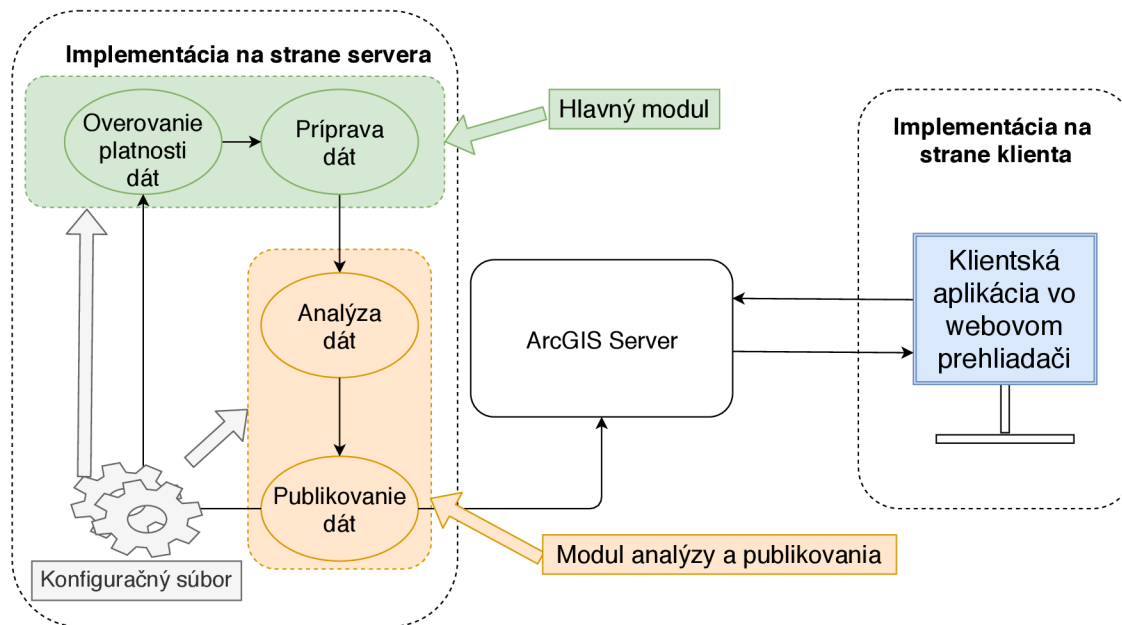 Implementácia na strane servera
Overovanie
platnosti
dát
Príprava
dát
Hlavný modul
Implementácia na
strane klienta
Analýza
dát
ArcGIS Server
Klientská
aplikácia vo
webovom
prehliadači
Publikovanie
dát
Modul analýzy a publikovania
Konfiguračný súbor